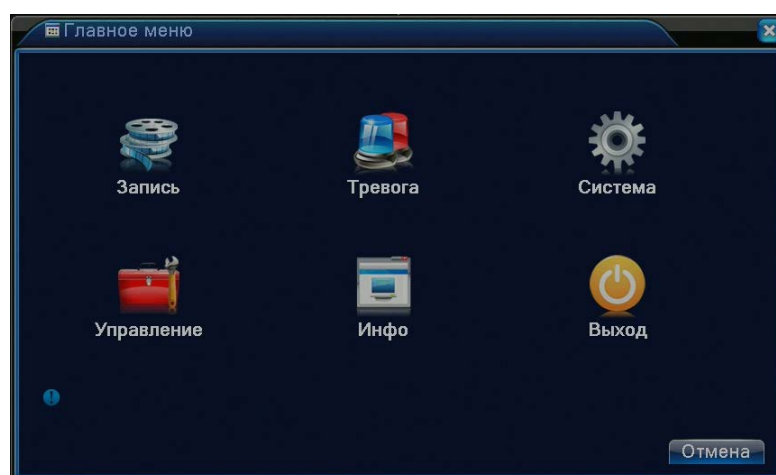 Главное меню
Запись Тревога Система
Управление Инфо Выход
Отмена